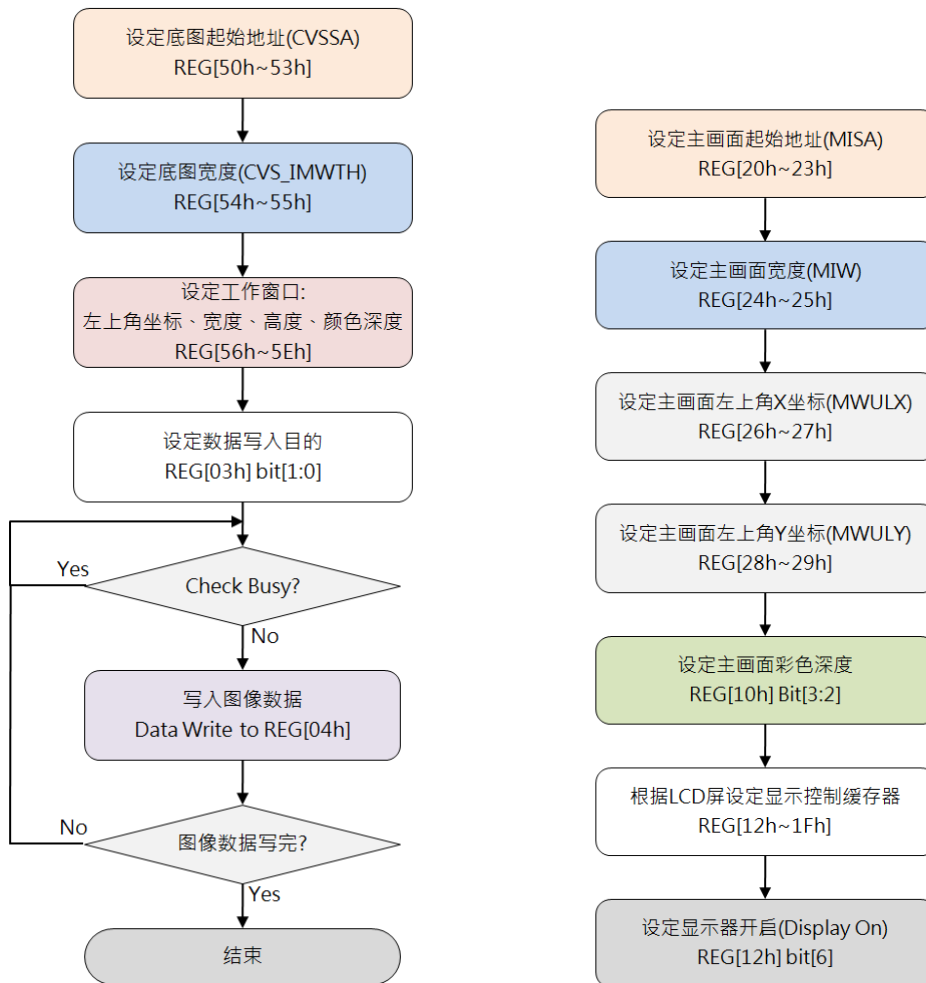 设定底图起始地址(CVSSA)
REG[50h~53h]
设定底图宽度(CVS_IMWTH)
REG[54h~55h]
设定工作窗口:
左上角坐标、宽度、高度、颜色深度
REG[56h~5Eh]
设定数据写入目的
REG[03h] bit[1:0]
Yes
Check Busy?
No
写入图像数据
Data Write to REG[04h]
No
图像数据写完?
Yes
结束
设定主画面起始地址(MISA)
REG[20h~23h]
设定主画面宽度(MIW)
REG[24h~25h]
设定主画面左上角X坐标(MWULX)
REG[26h~27h]
设定主画面左上角Y坐标(MWULY)
REG[28h~29h]
设定主画面彩色深度
REG[10h] Bit[3:2]
根据LCD屏设定显示控制缓存器
REG[12h~1Fh]
设定显示器开启(Display On)
REG[12h] bit[6]